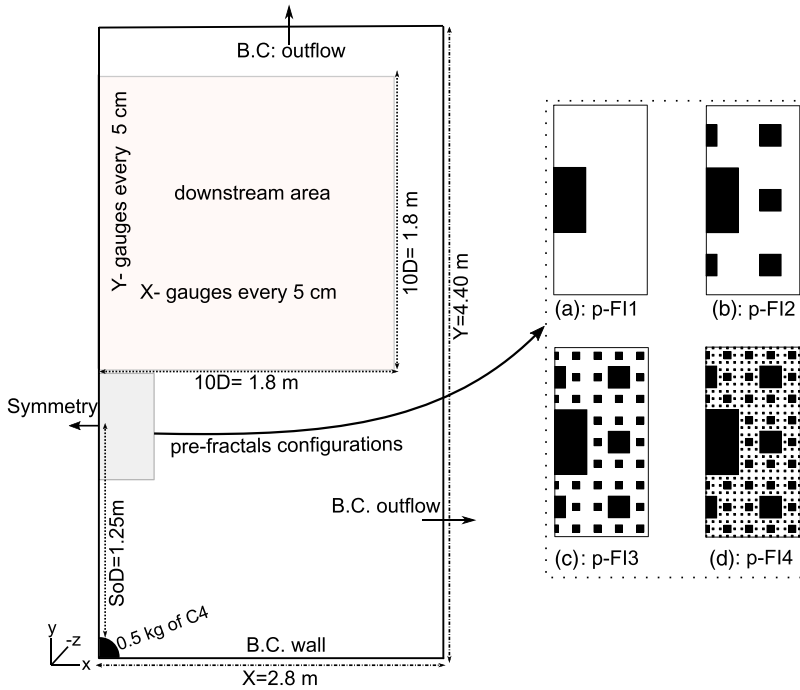 B.C: outflow
Y- gauges every 5 cm
downstream area
X- gauges every 5 cm
10D= 1.8 m
Y=4.40 m
10D= 1.8 m
Symmetry
pre-fractals configurations
B.C. outflow
SoD=1.25m
0.5 kg of C4
B.C. wall
y
-z
x
X=2.8 m
(a): p-FI1
(b): p-FI2
(c): p-FI3
(d): p-FI4